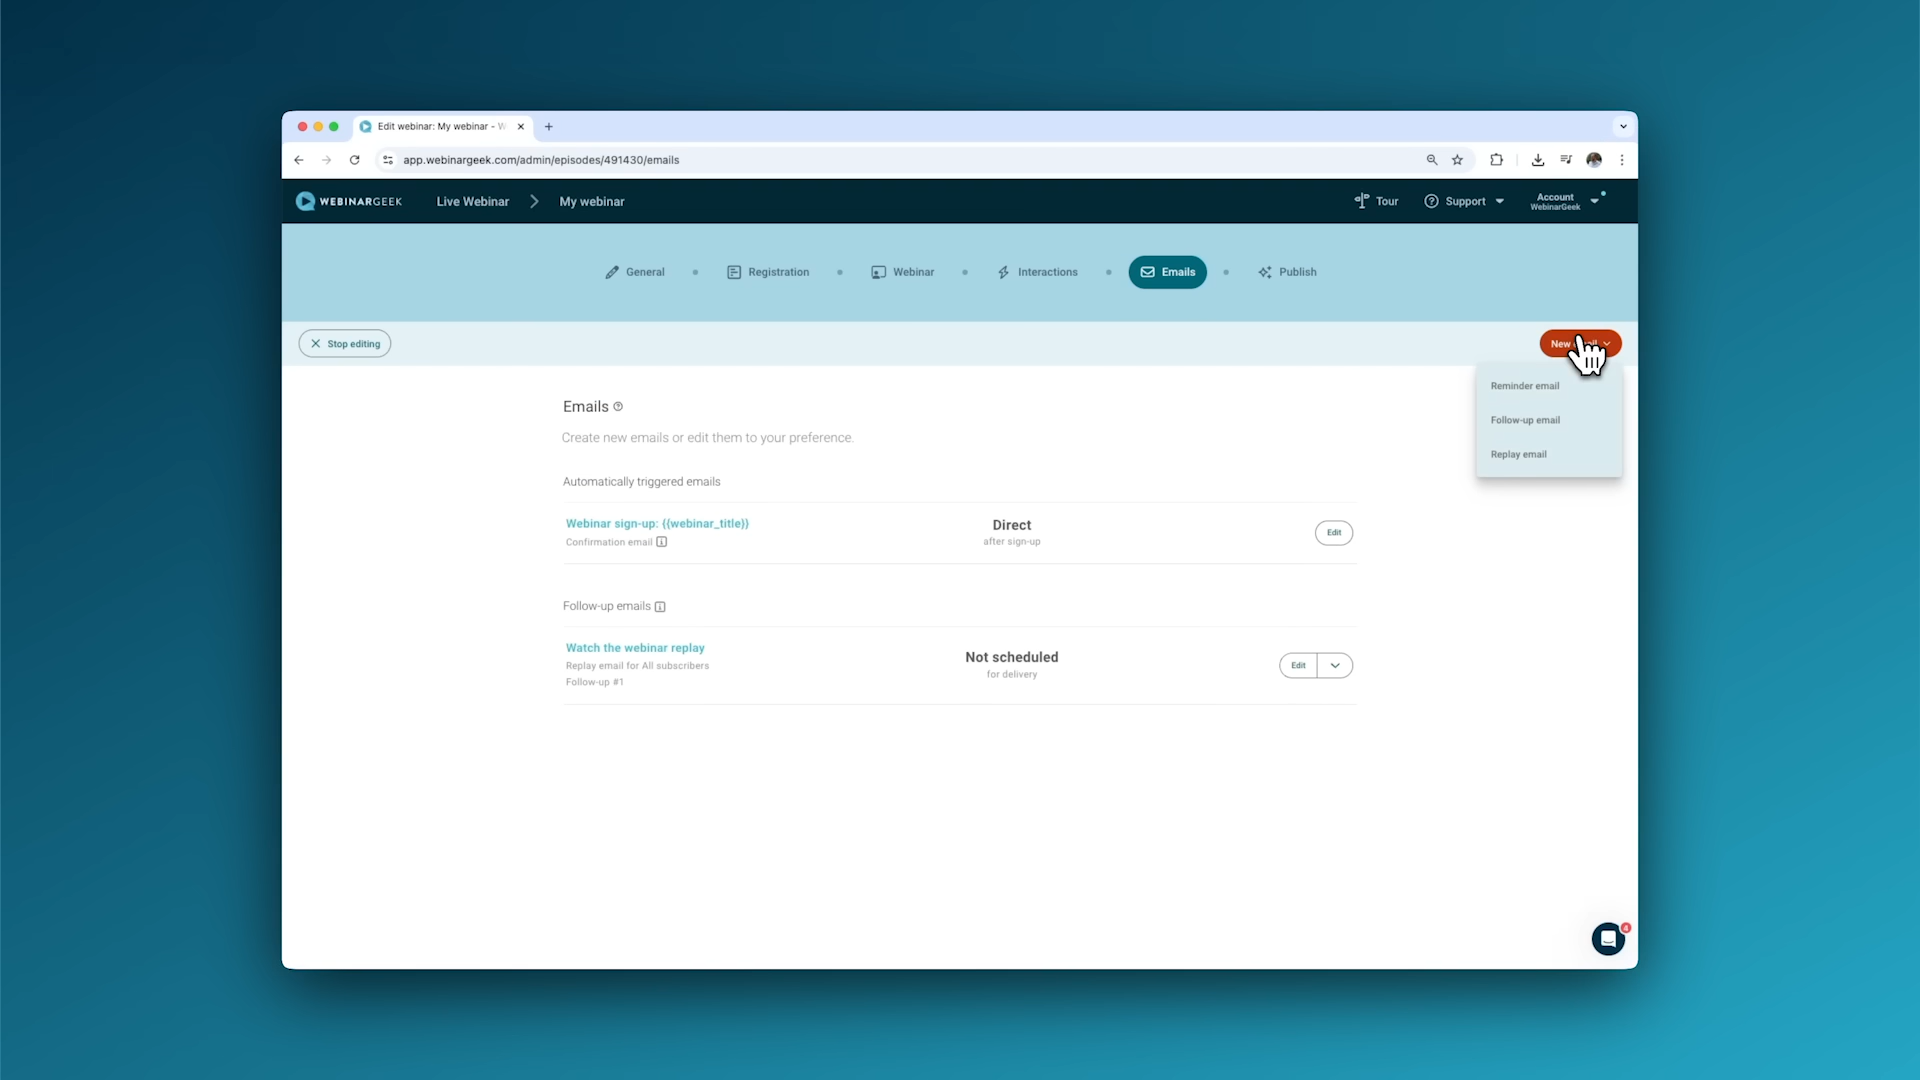 Edit webinar: My webinar - W
app.webinargeek.com/admin/episodes/491430/emails
WEBINARGEEK
Live Webinar
My webinar
Tour
Support
Account
WebinarGeek
General
Registration
Webinar
Interactions
Emails
Publish
Stop editing
New
Reminder email
Follow-up email
Replay email
Emails
Create new emails or edit them to your preference.
Automatically triggered emails
Webinar sign-up: {{webinar_title}}
Confirmation email
Direct
after sign-up
Edit
Follow-up emails
Watch the webinar replay
Replay email for All subscribers
Follow-up #1
Not scheduled
for delivery
Edit
4